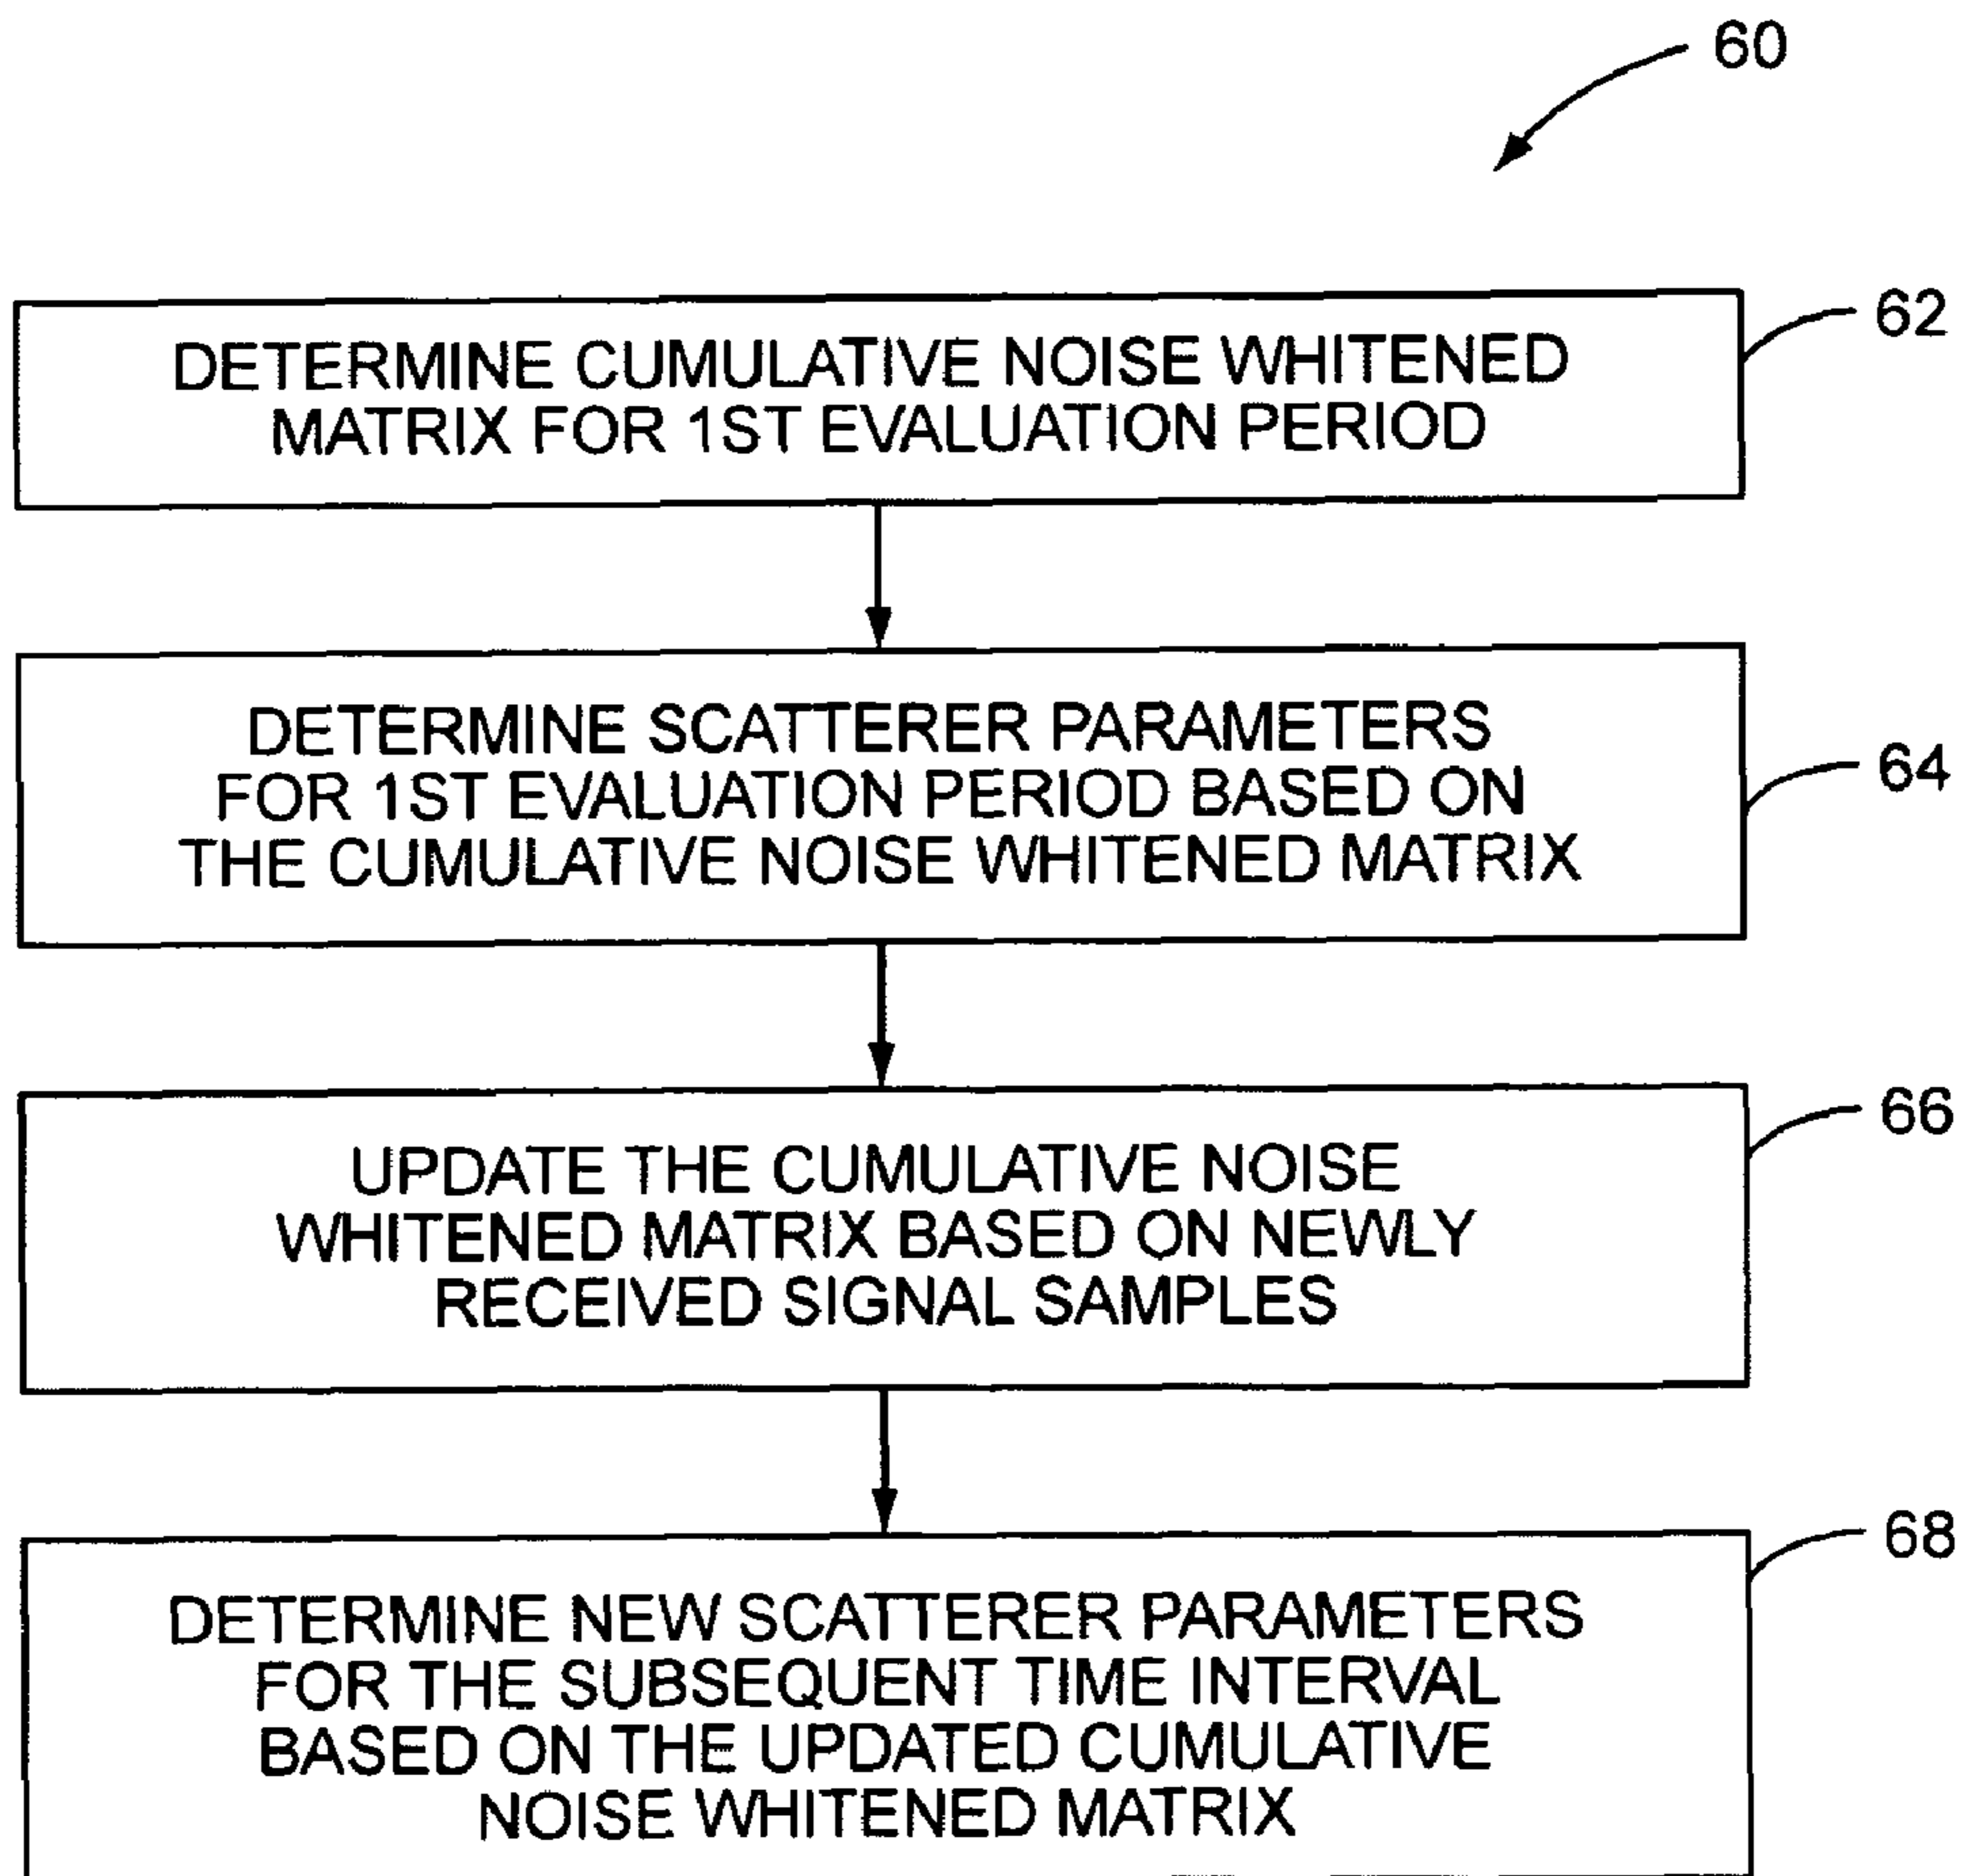 60
DETERMINE CUMULATIVE NOISE WHITENED
MATRIX FOR 1ST EVALUATION PERIOD
62
DETERMINE SCATTERER PARAMETERS
FOR 1ST EVALUATION PERIOD BASED ON
THE CUMULATIVE NOISE WHITENED MATRIX
64
UPDATE THE CUMULATIVE NOISE
WHITENED MATRIX BASED ON NEWLY
RECEIVED SIGNAL SAMPLES
66
DETERMINE NEW SCATTERER PARAMETERS
FOR THE SUBSEQUENT TIME INTERVAL
BASED ON THE UPDATED CUMULATIVE
NOISE WHITENED MATRIX
68